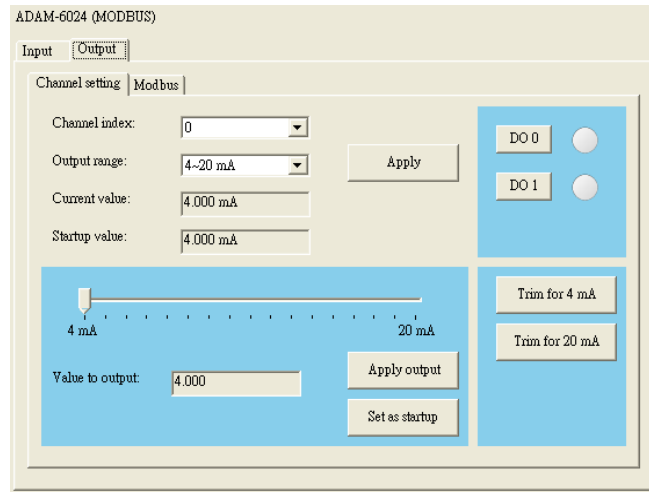 ADAM-6024 (MODBUS)
Input Output
Channel setting Modbus
Channel index: 0
Output range: 4~20 mA
Apply
Current value: 4.000 mA
Startup value: 4.000 mA
DO 0
DO 1
4 mA 20 mA
Value to output: 4.000
Apply output
Set as startup
Trim for 4 mA
Trim for 20 mA